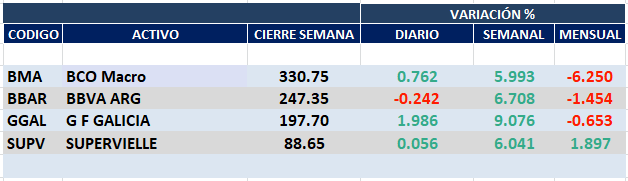 VARIACIÓN %
CODIGO ACTIVO CIERRE SEMANA DIARIO SEMANAL MENSUAL
BMA BCO Macro 330.75 0.762 5.993 -6.250
BBAR BBVA ARG 247.35 -0.242 6.708 -1.454
GGAL G F GALICIA 197.70 1.986 9.076 -0.653
SUPV SUPERVIELLE 88.65 0.056 6.041 1.897